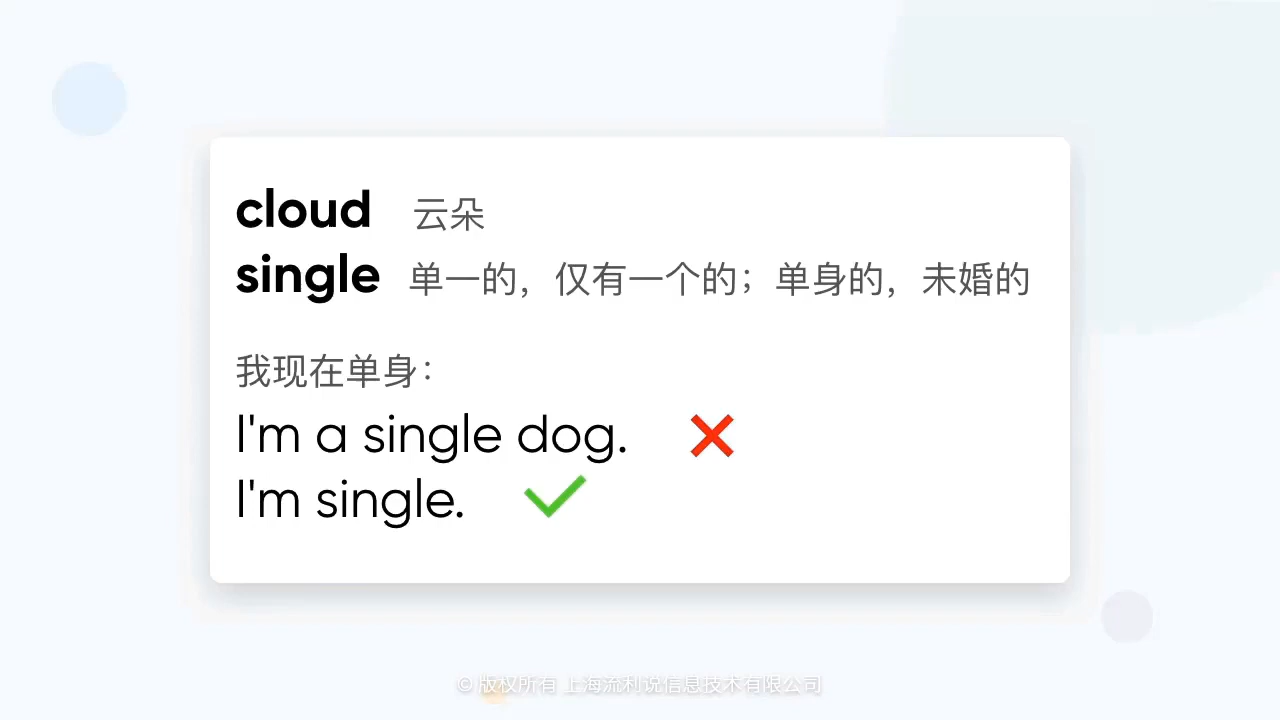 cloud 云朵
single 单一的，仅有一个的；单身的，未婚的
我现在单身：
I'm a single dog.
I'm single.
© 版权所有 上海流利说信息技术有限公司